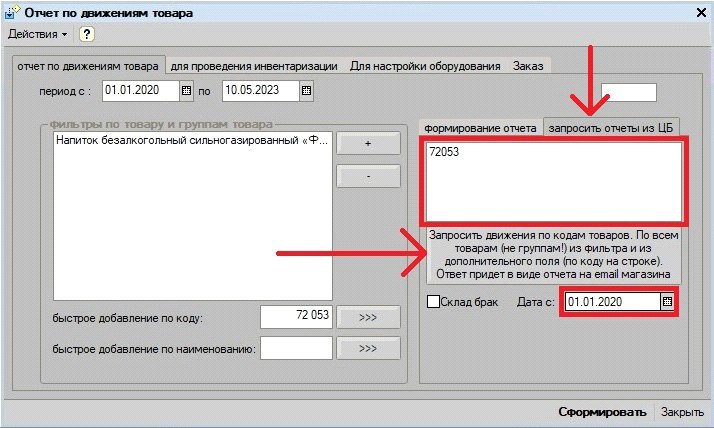 Отчет по движениям товара
Действия
?
отчет по движениям товара
для проведения инвентаризации
Для настройки оборудования
Заказ
период с :
01.01.2020
по
10.05.2023
Фильтры по товару и группам товара
Напиток безалкогольный сильногазированный «Ф...
+
-
быстрое добавление по коду:
72 053
>>>
быстрое добавление по наименованию:
>>>
Формирование отчета
запросить отчеты из ЦБ
72053
Запросить движения по кодам товаров. По всем
товарам (не группам!) из фильтра и из
дополнительного поля (по коду на строке).
Ответ придет в виде отчета на email магазина
Склад брак
Дата с:
01.01.2020
Сформировать
Закрыть